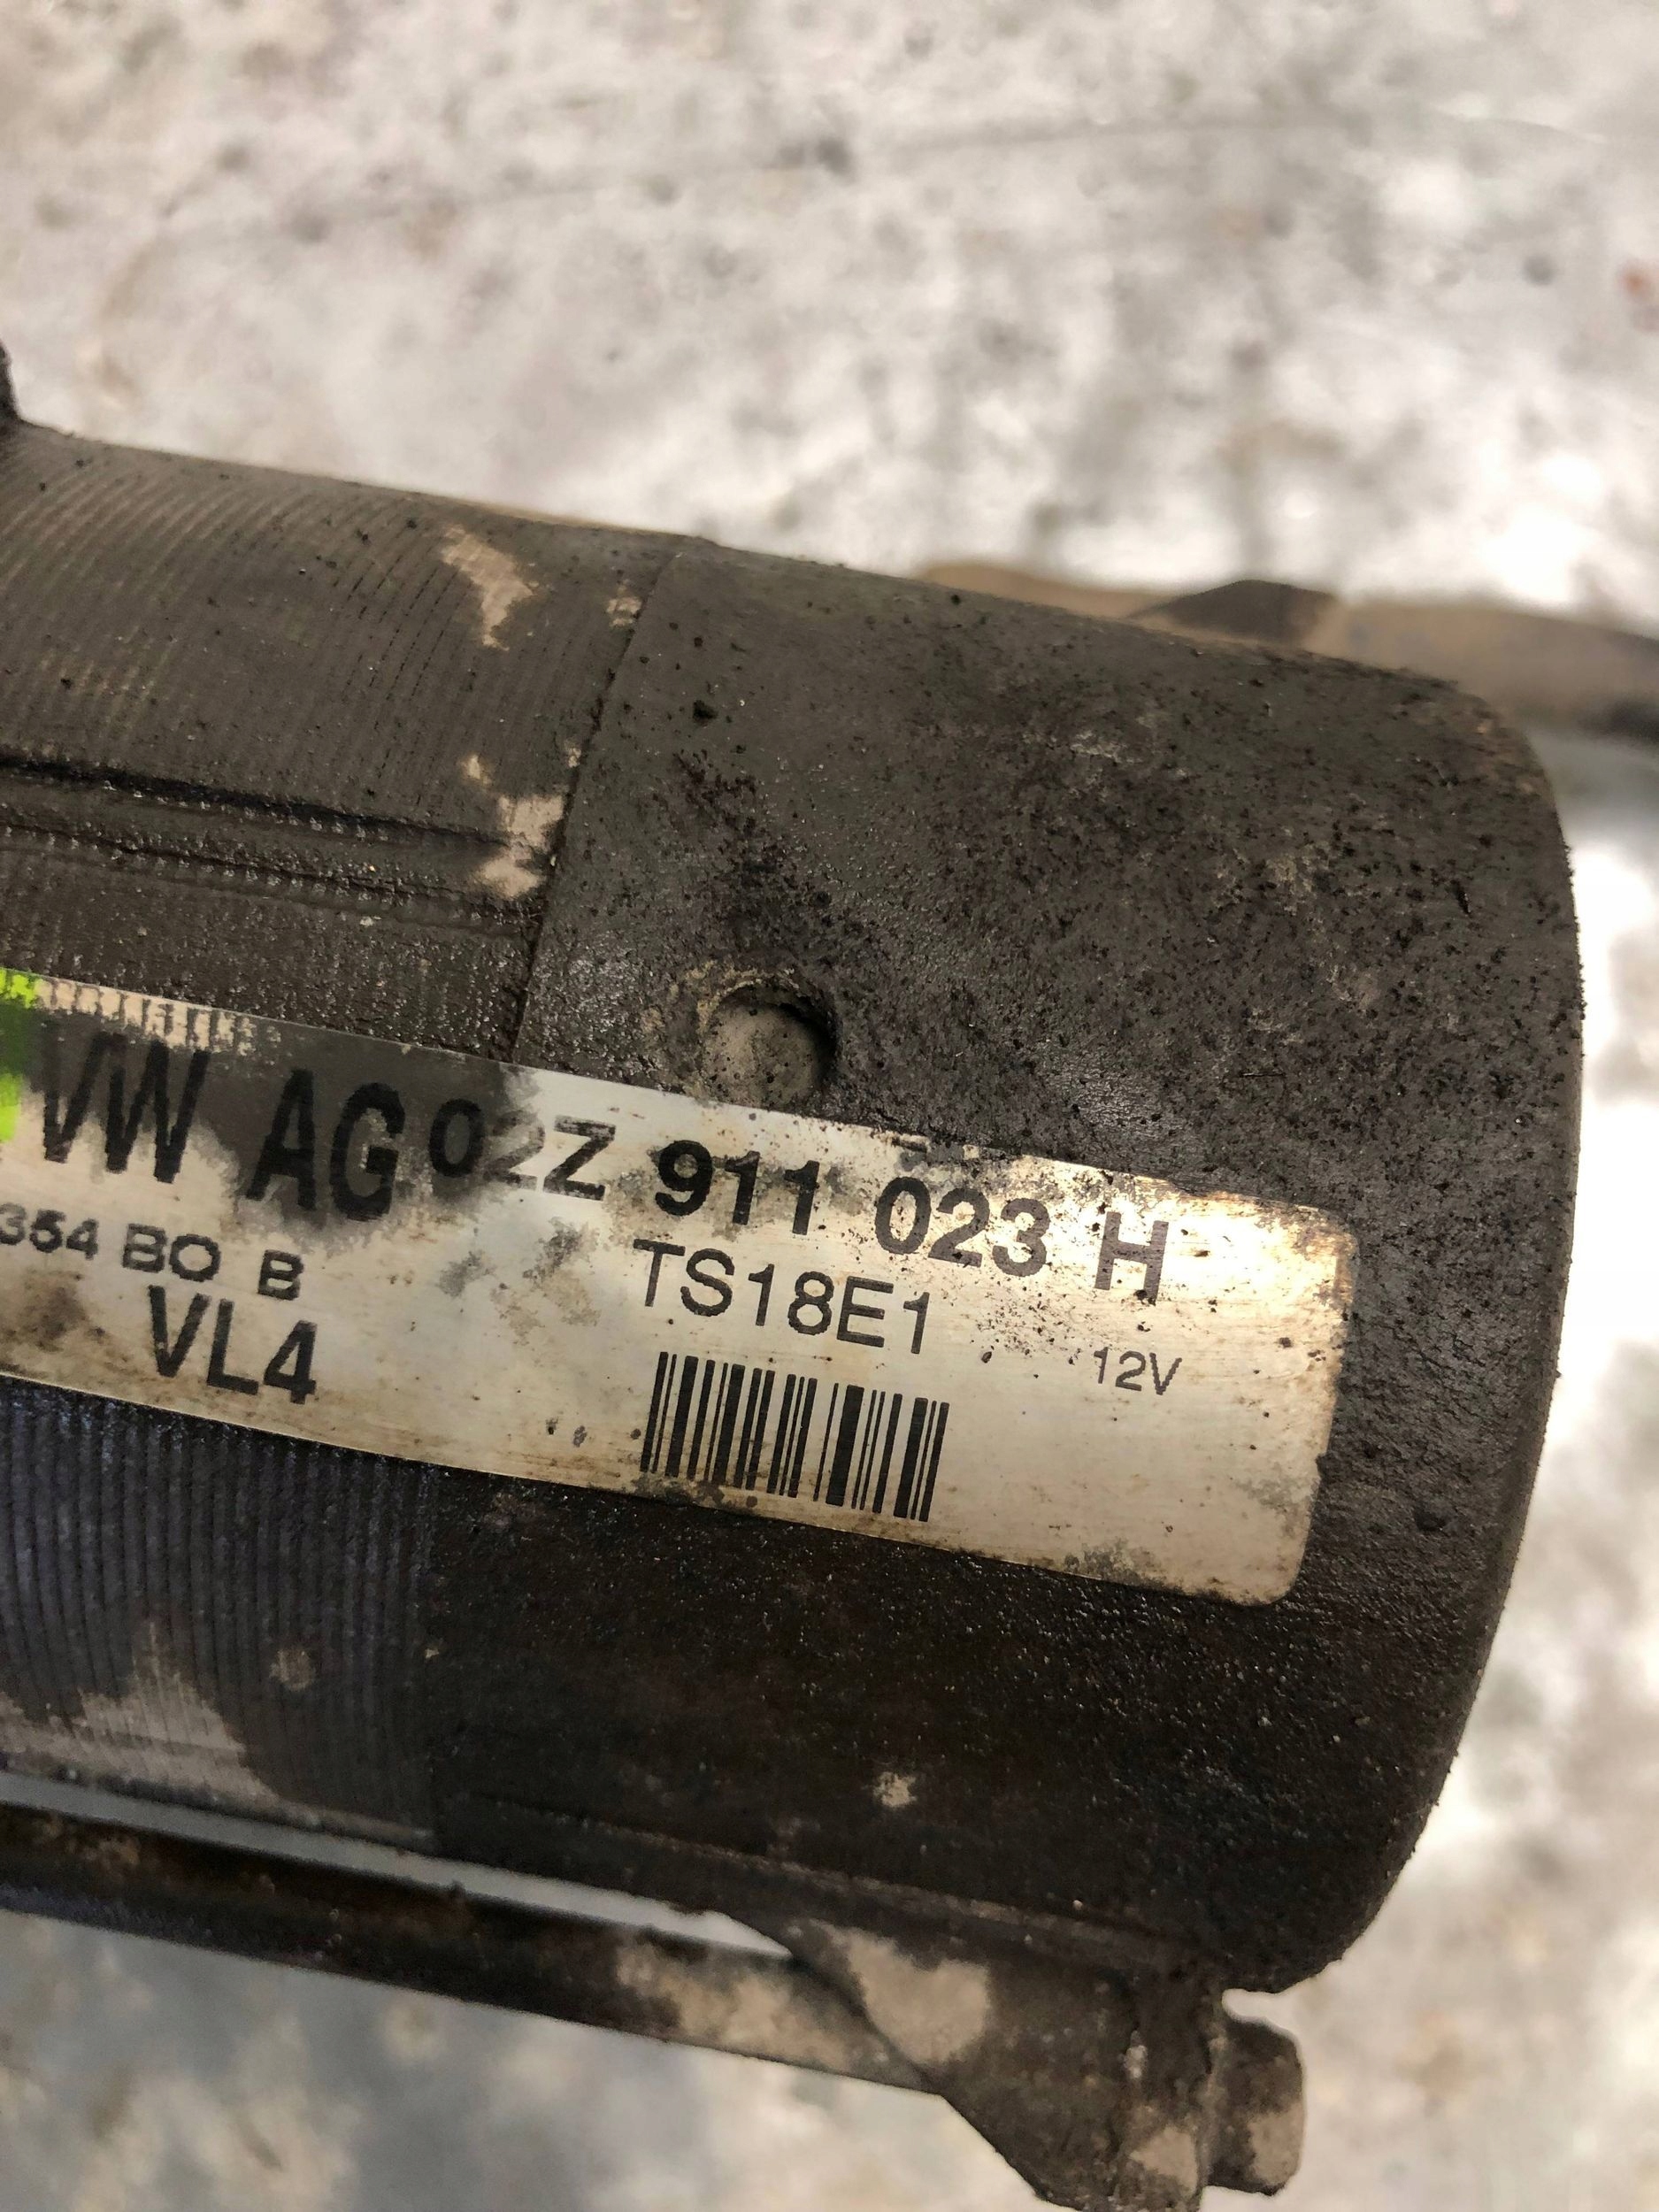 VW AG 02Z 911 023 H
354 BO B TS18E1
VL4 12V